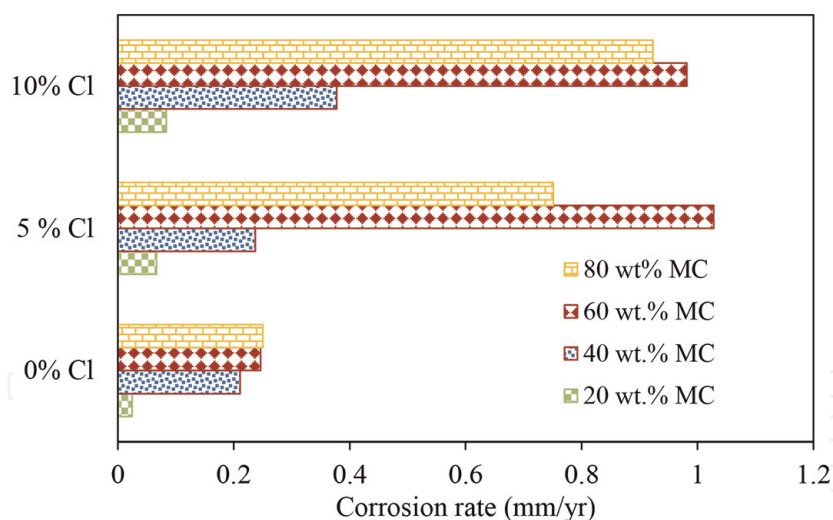 10% Cl
5 % Cl
0% Cl
80 wt% MC
60 wt.% MC
40 wt.% MC
20 wt.% MC
0 0.2 0.4 0.6 0.8 1 1.2
Corrosion rate (mm/yr)